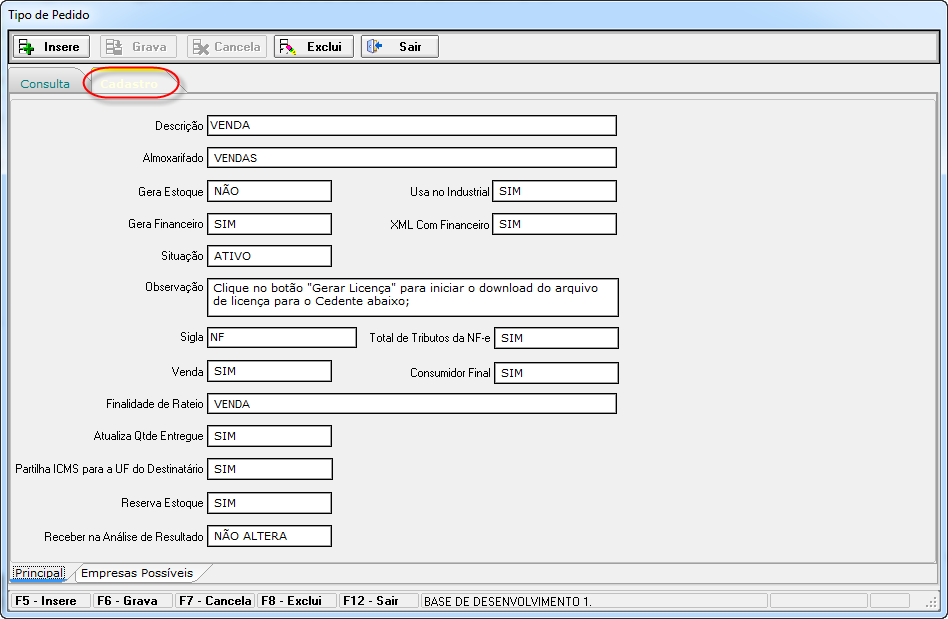 Tipo de Pedido
Insere Grava Cancela Exclui Sair
Consulta Cadastro
Descrição VENDA
Almoxarifado VENDAS
Gera Estoque NÃO Usa no Industrial SIM
Gera Financeiro SIM XML Com Financeiro SIM
Situação ATIVO
Observação Clique no botão "Gerar Licença" para iniciar o download do arquivo
de licença para o Cedente abaixo;
Sigla NF Total de Tributos da NF-e SIM
Venda SIM Consumidor Final SIM
Finalidade de Rateio VENDA
Atualiza Qtde Entregue SIM
Partilha ICMS para a UF do Destinatário SIM
Reserva Estoque SIM
Receber na Análise de Resultado NÃO ALTERA
Principal Empresas Possíveis
F5 - Insere F6 - Grava F7 - Cancela F8 - Exclui F12 - Sair BASE DE DESENVOLVIMENTO 1.